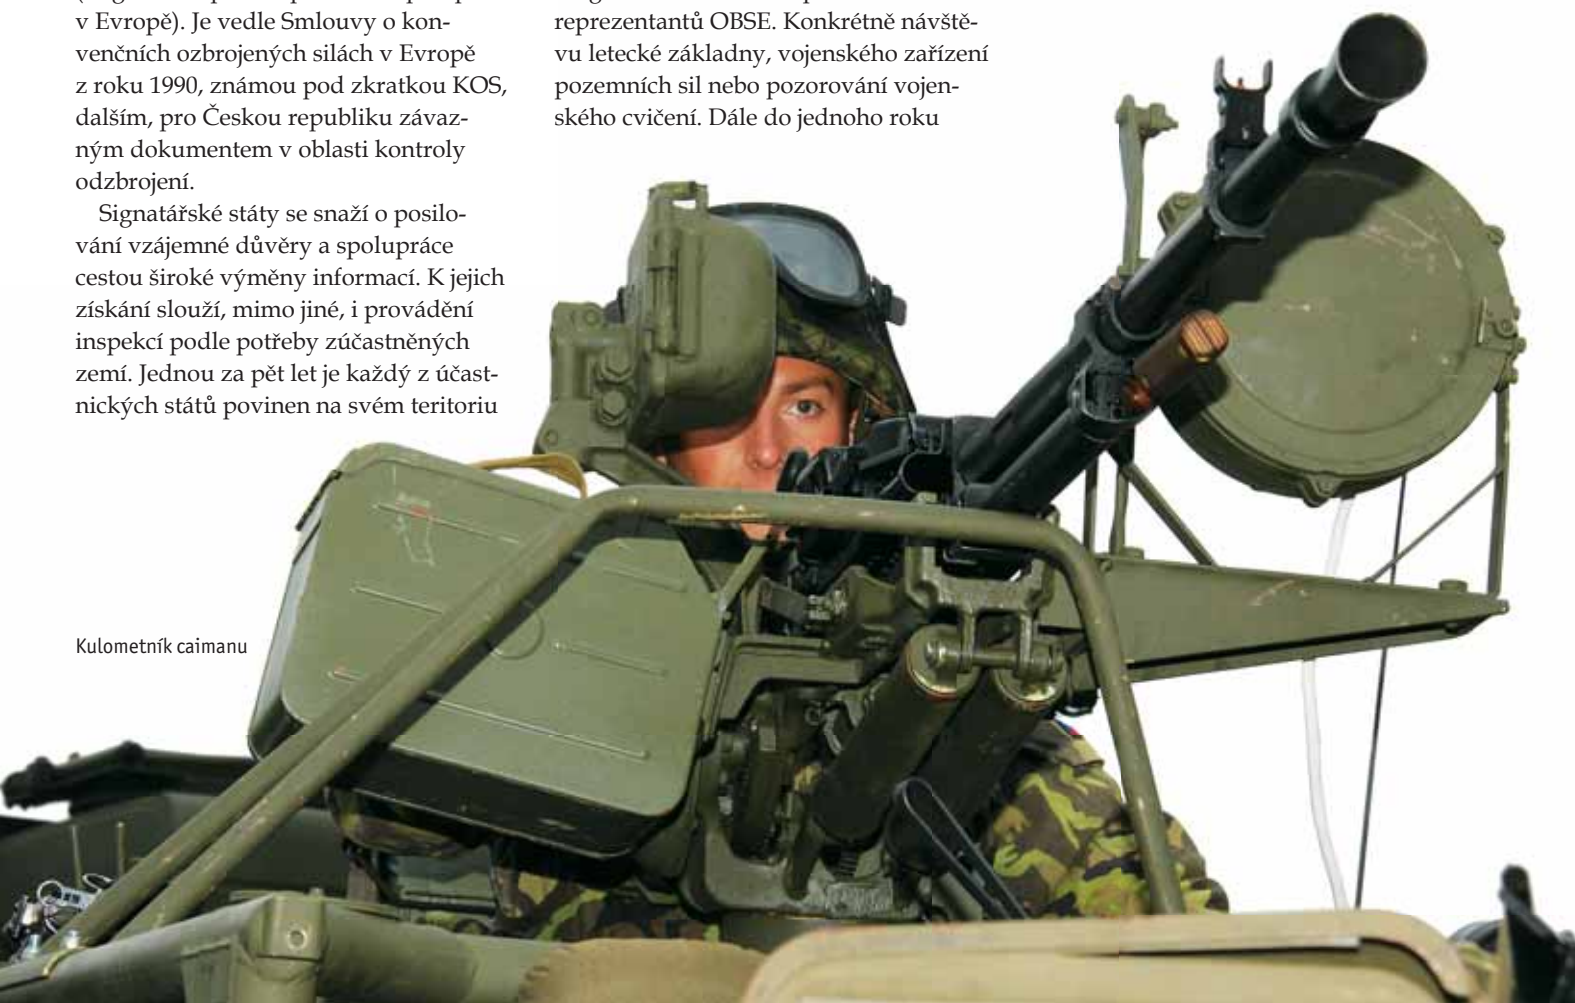 v Evropě). Je vedle Smlouvy o kon-
venčních ozbrojených silách v Evropě
z roku 1990, známou pod zkratkou KOS,
dalším, pro Českou republiku závaz-
ným dokumentem v oblasti kontroly
odzbrojení.
Signatářské státy se snaží o posilo-
vání vzájemné důvěry a spolupráce
cestou široké výměny informací. K jejich
získání slouží, mimo jiné, i provádění
inspekcí podle potřeby zúčastněných
zemí. Jednou za pět let je každý z účast-
nických států povinen na svém teritoriu
reprezentantů OBSE. Konkrétně návště-
vu letecké základny, vojenského zařízení
pozemních sil nebo pozorování vojen-
ského cvičení. Dále do jednoho roku
Kulometník caimanu